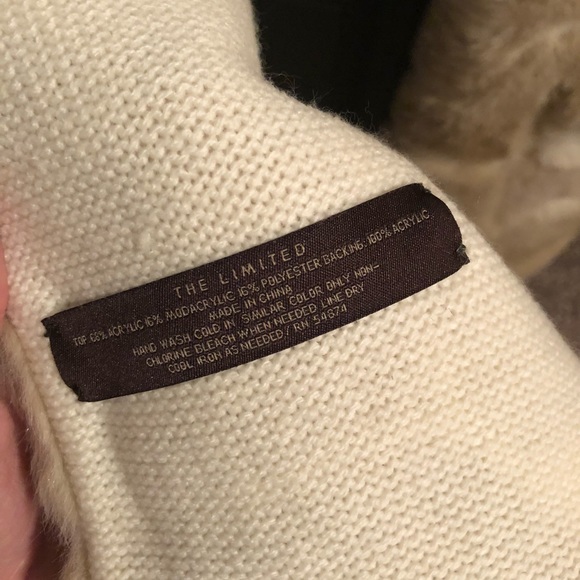 THE LIMITED
TOP. 68% ACRYLIC 16% MODACRYLIC 16% POLYESTER BACKING: 100% ACRYLIC
MADE IN CHINA
HAND WASH COLD IN SIMILAR COLOR ONLY NON-
CHLORINE BLEACH WHEN NEEDED LINE DRY
COOL IRON AS NEEDED/ RN 54874